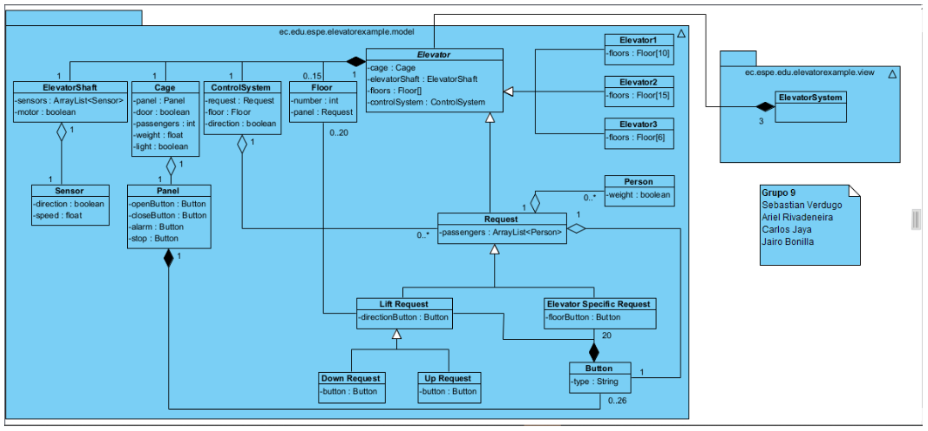 ec.edu.espe.elevatorexample.model
Elevator
-cage : Cage
-elevatorShaft : ElevatorShaft
-floors : Floor[]
-controlSystem : ControlSystem
Elevator1
-floors : Floor[10]
Elevator2
-floors : Floor[15]
Elevator3
-floors : Floor[6]
ec.espe.edu.elevatorexample.view
ElevatorSystem
3
1
1
1
0..15
1
ElevatorShaft
-sensors : ArrayList<Sensor>
-motor : boolean
Cage
-panel : Panel
-door : boolean
-passengers : int
-weight : float
-light : boolean
ControlSystem
-request : Request
-floor : Floor
-direction : boolean
Floor
-number : int
-panel : Request
1
1
1
0..20
1
1
Sensor
-direction : boolean
-speed : float
Panel
-openButton : Button
-closeButton : Button
-alarm : Button
-stop : Button
1
Person
-weight : boolean
0..*
1
1
Request
-passengers : ArrayList<Person>
0..*
Grupo 9
Sebastian Verdugo
Ariel Rivadeneira
Carlos Jaya
Jairo Bonilla
Lift Request
-directionButton : Button
Elevator Specific Request
-floorButton : Button
20
Down Request
-button : Button
Up Request
-button : Button
Button
-type : String
1
0..26